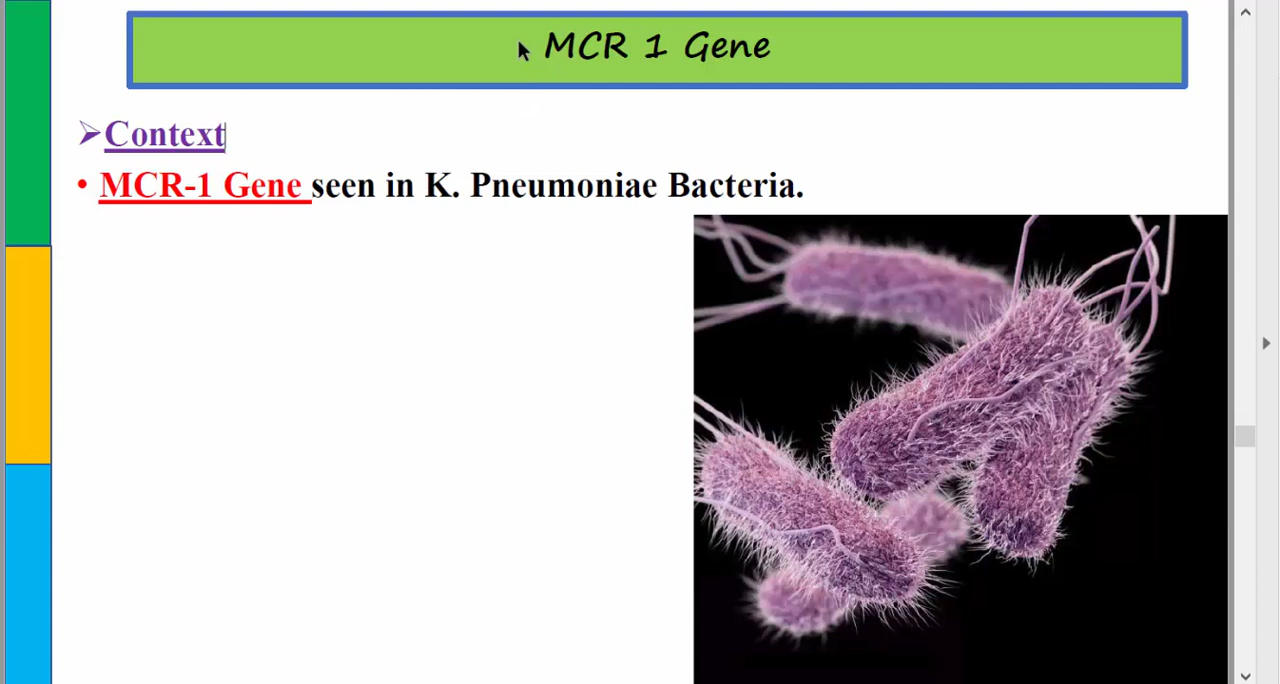 MCR 1 Gene
➢Context
• MCR-1 Gene seen in K. Pneumoniae Bacteria.